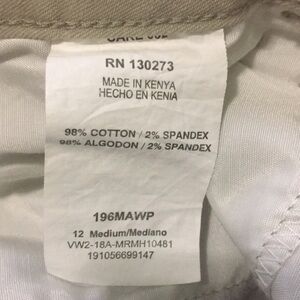 RN 130273
MADE IN KENYA
HECHO EN KENIA
98% COTTON / 2% SPANDEX
98% ALGODON / 2% SPANDEX
196MAWP
12 Medium/Mediano
VW2-18A-MRMH10481
191056699147